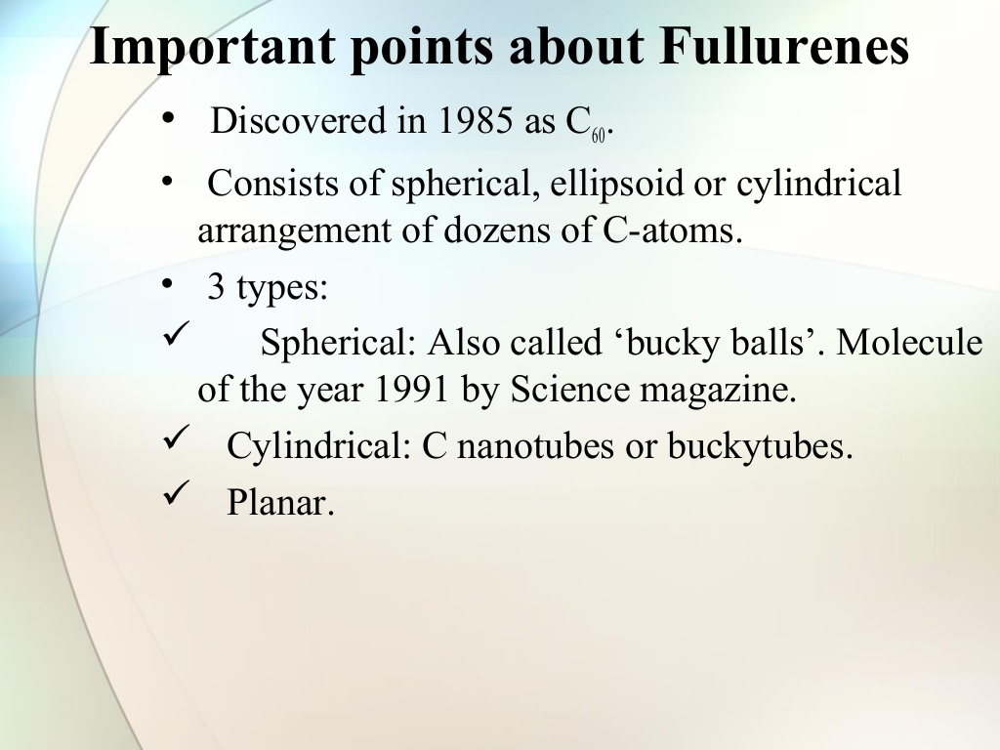 Important points about Fullurenes
• Discovered in 1985 as C60.
• Consists of spherical, ellipsoid or cylindrical
arrangement of dozens of C-atoms.
• 3 types:
✓ Spherical: Also called ‘bucky balls’. Molecule
of the year 1991 by Science magazine.
✓ Cylindrical: C nanotubes or buckytubes.
✓ Planar.